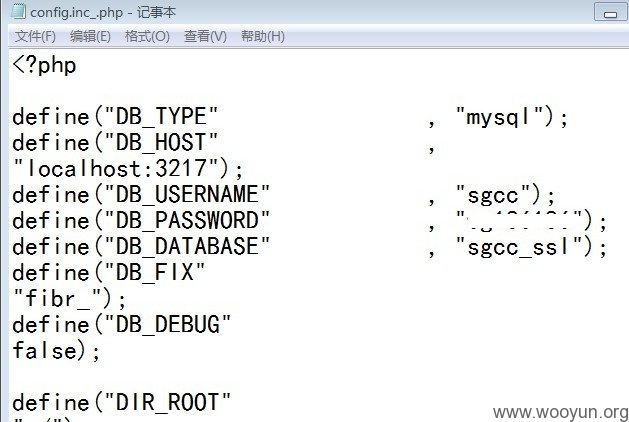 config.inc_.php - 记事本
文件(F) 编辑(E) 格式(O) 查看(V) 帮助(H)
<?php
define("DB_TYPE" , "mysql");
define("DB_HOST" ,
"localhost:3217");
define("DB_USERNAME" , "sgcc");
define("DB_PASSWORD" , " ");
define("DB_DATABASE" , "sgcc_ssl");
define("DB_FIX"
"fibr_");
define("DB_DEBUG"
false);
define("DIR_ROOT"
www.wooyun.org